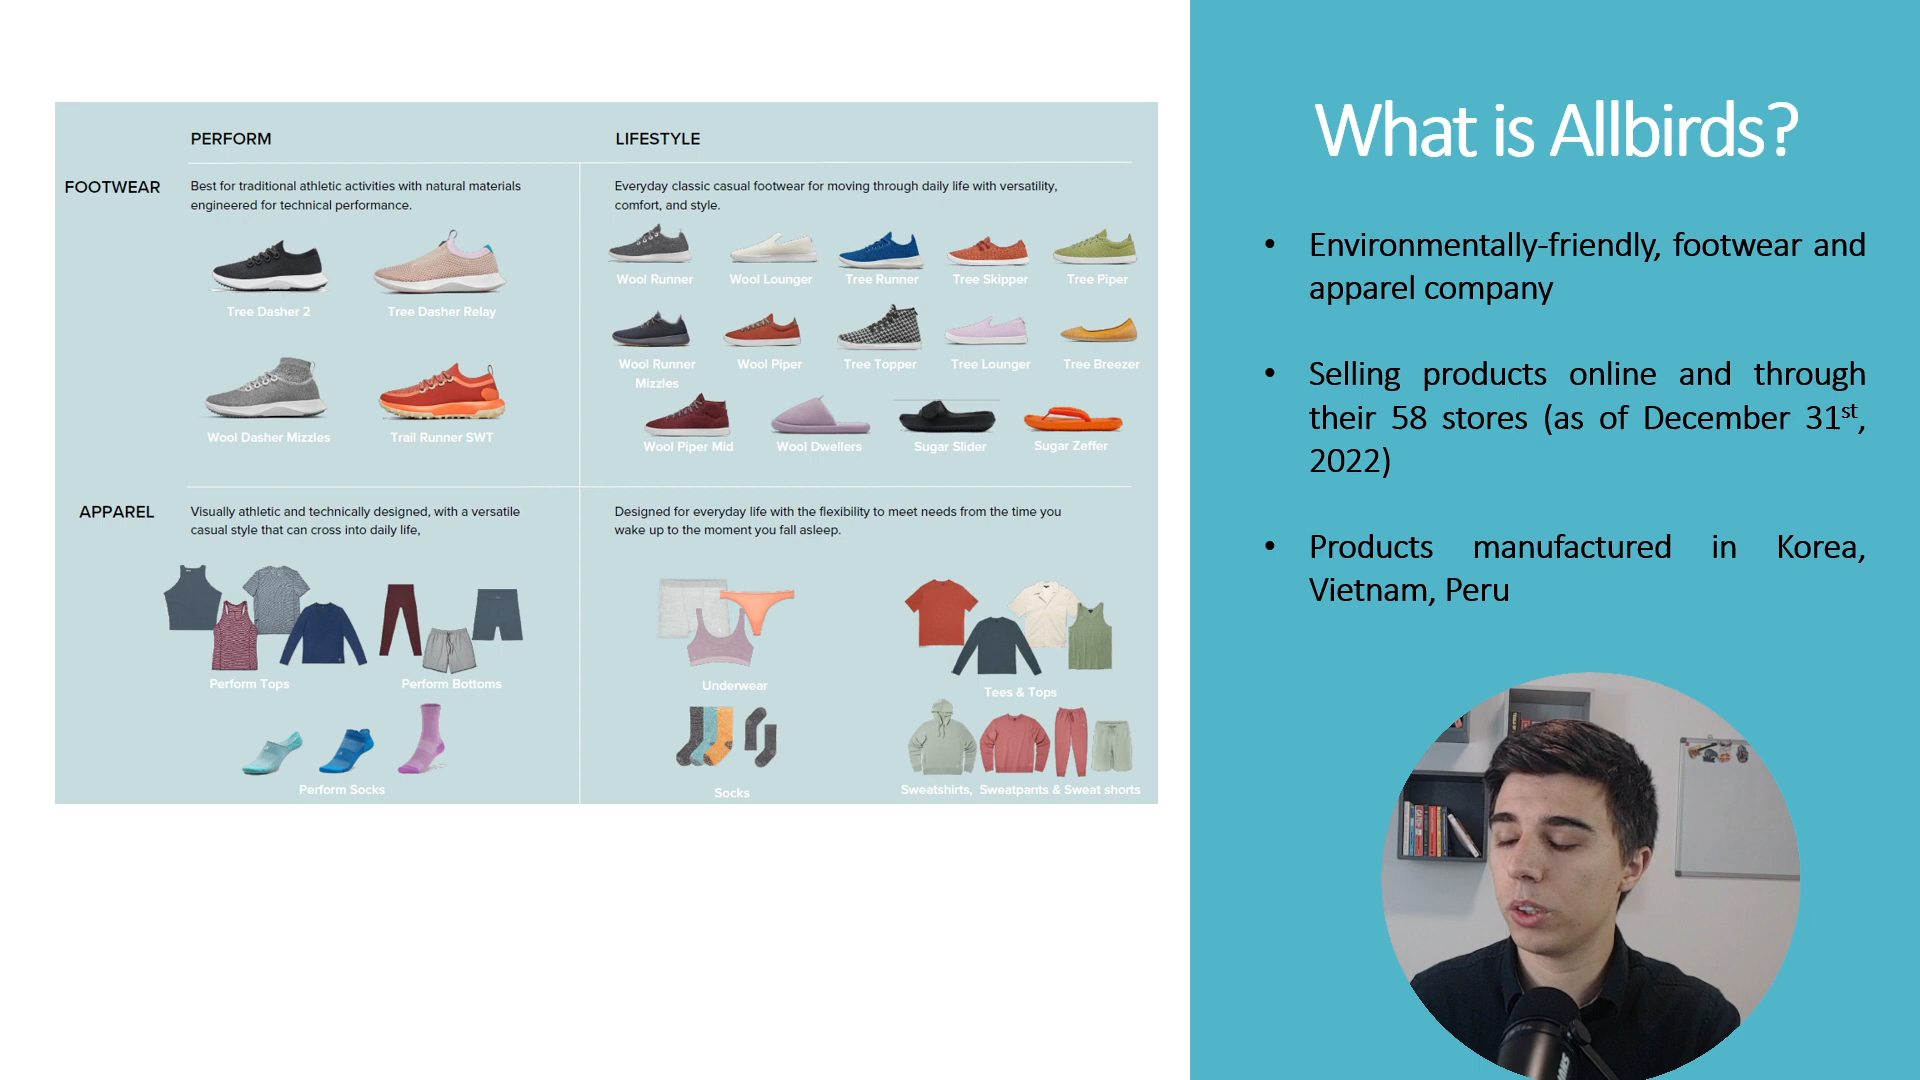 PERFORM
LIFESTYLE
FOOTWEAR
Best for traditional athletic activities with natural materials
engineered for technical performance.
Everyday classic casual footwear for moving through daily life with versatility,
comfort, and style.
Tree Dasher 2
Tree Dasher Relay
Wool Dasher Mizzles
Trail Runner SWT
Wool Runner
Wool Lounger
Tree Runner
Tree Skipper
Tree Piper
Wool Runner
Mizzles
Wool Piper
Tree Topper
Tree Lounger
Tree Breezer
Wool Piper Mid
Wool Dwellers
Sugar Slider
Sugar Zeffer
APPAREL
Visually athletic and technically designed, with a versatile
casual style that can cross into daily life,
Designed for everyday life with the flexibility to meet needs from the time you
wake up to the moment you fall asleep.
Perform Tops
Perform Bottoms
Perform Socks
Underwear
Tees & Tops
Socks
Sweatshirts, Sweatpants & Sweat shorts
What is Allbirds?
• Environmentally-friendly, footwear and
apparel company
• Selling products online and through
their 58 stores (as of December 31st,
2022)
• Products manufactured in Korea,
Vietnam, Peru